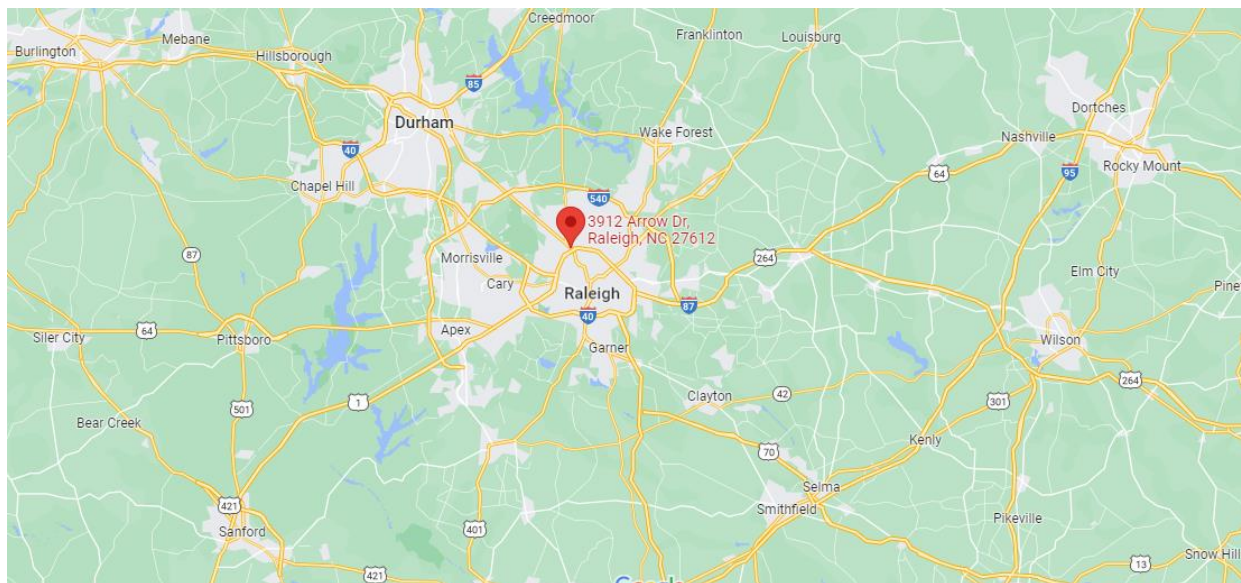 Creedmoor
Burlington
Mebane
Hillsborough
Franklinton
Louisburg
85
Dortches
Durham
Wake Forest
Nashville
40
64
Rocky Mount
95
Chapel Hill
540
3912 Arrow Dr,
Raleigh, NC 27612
87
Morrisville
264
Elm City
Cary
Raleigh
87
40
64
Siler City
Pittsboro
Apex
Garner
Wilson
264
1
Clayton
42
301
501
Bear Creek
Kenly
70
Selma
421
Smithfield
Sanford
401
Pikeville
421
13
Snow Hill